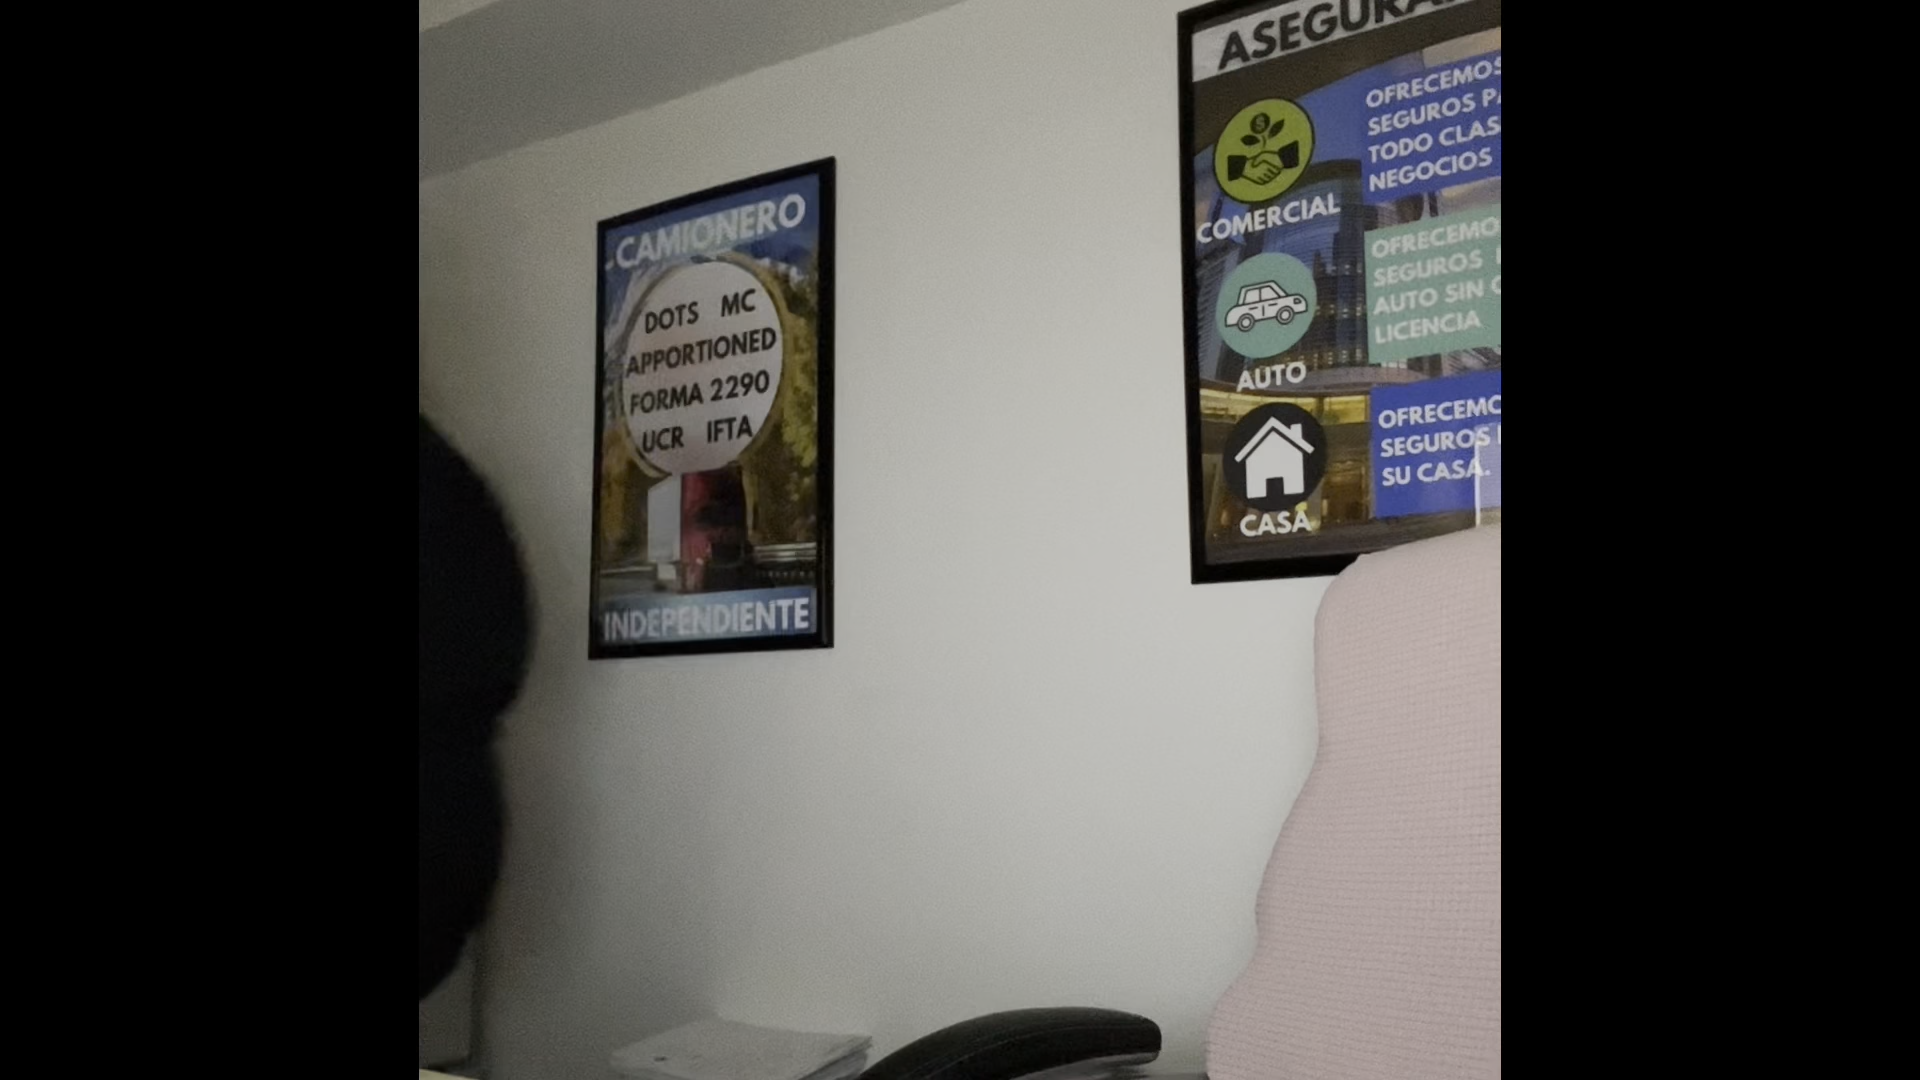 CAMIONERO
DOTS MC
APPORTIONED
FORMA 2290
UCR IFTA
INDEPENDIENTE
OFRECEMOS
SEGUROS
TODO
NEGOCIOS
COMERCIAL
SEGUROS
AUTO SIN
LICENCIA
AUTO
SEGUROS
SU CASA.
CASA